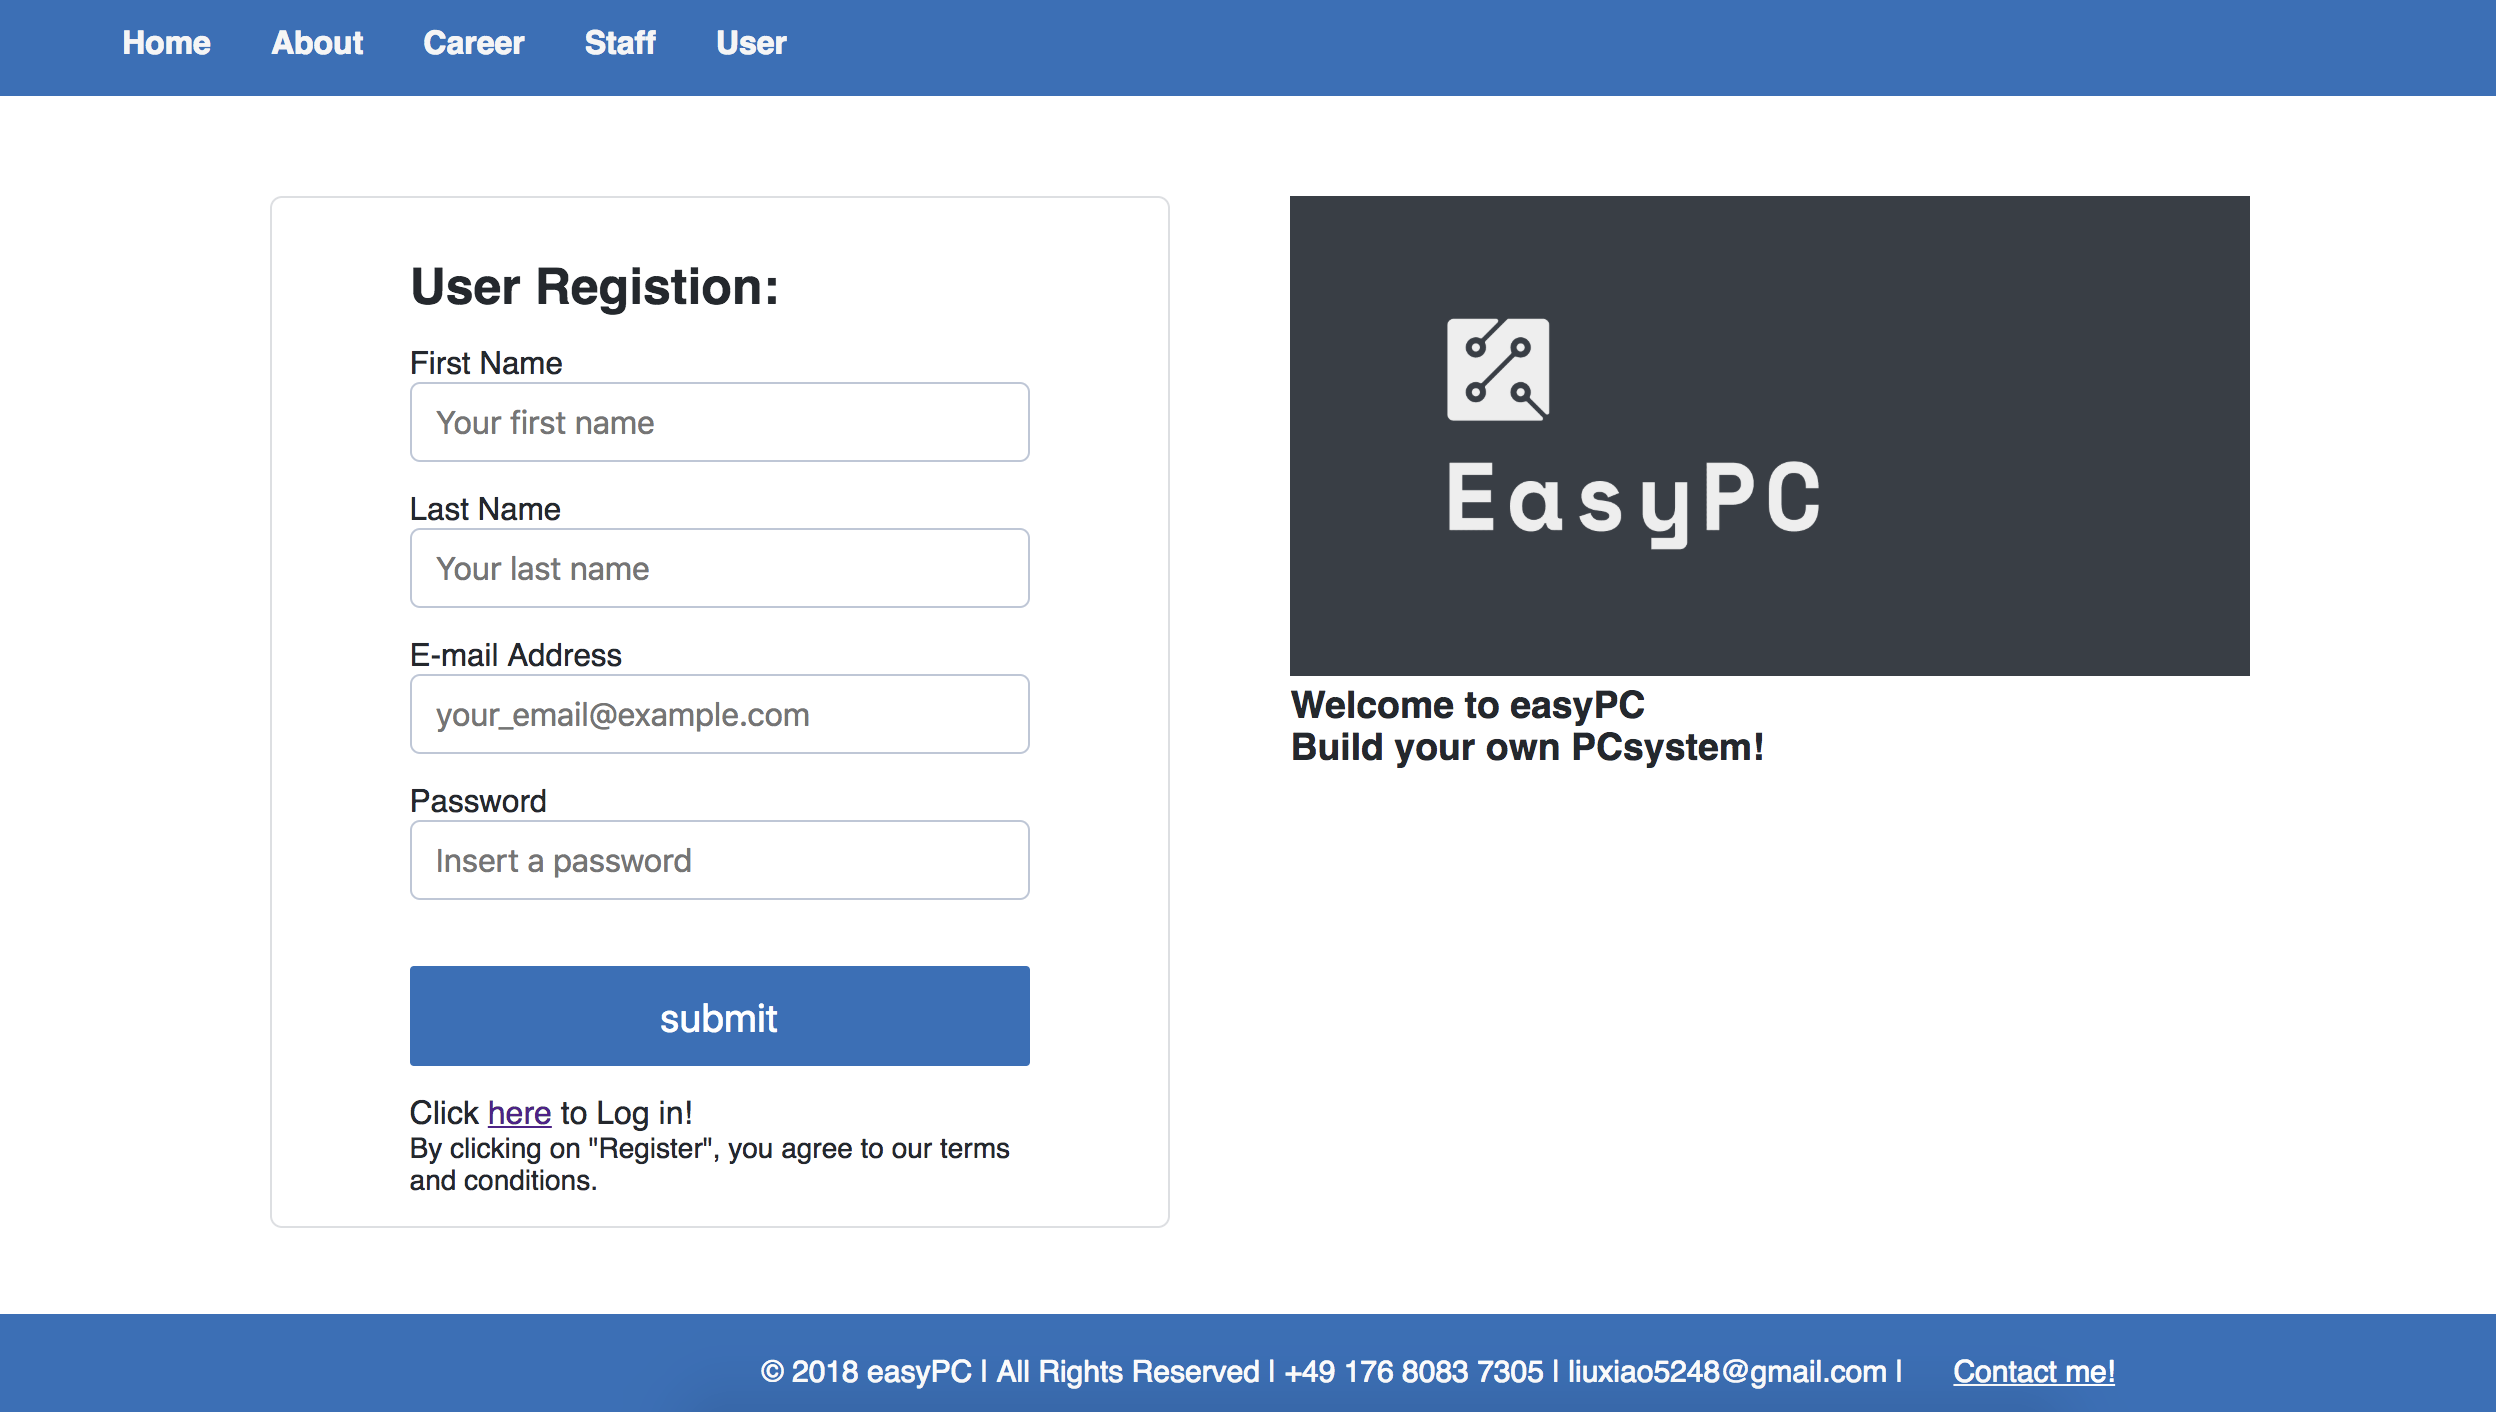 Home About Career Staff User
User Registion:
First Name
Your first name
Last Name
Your last name
E-mail Address
your_email@example.com
Password
Insert a password
submit
Click here to Log in!
By clicking on "Register", you agree to our terms
and conditions.
EasyPC
Welcome to easyPC
Build your own PCsystem!
© 2018 easyPC | All Rights Reserved | +49 176 8083 7305 | liuxiao5248@gmail.com | Contact me!